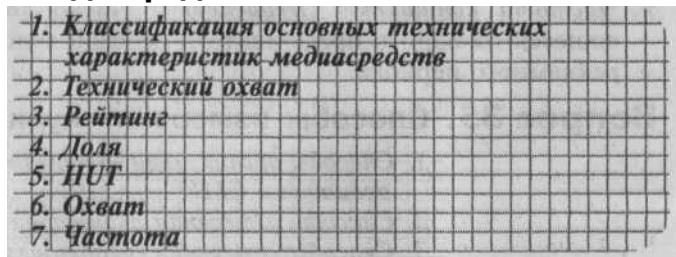 1. Классификация основных технических
характеристик медиасредств
2. Технический охват
3. Рейтинг
4. Доля
5. HUT
6. Охват
7. Частота